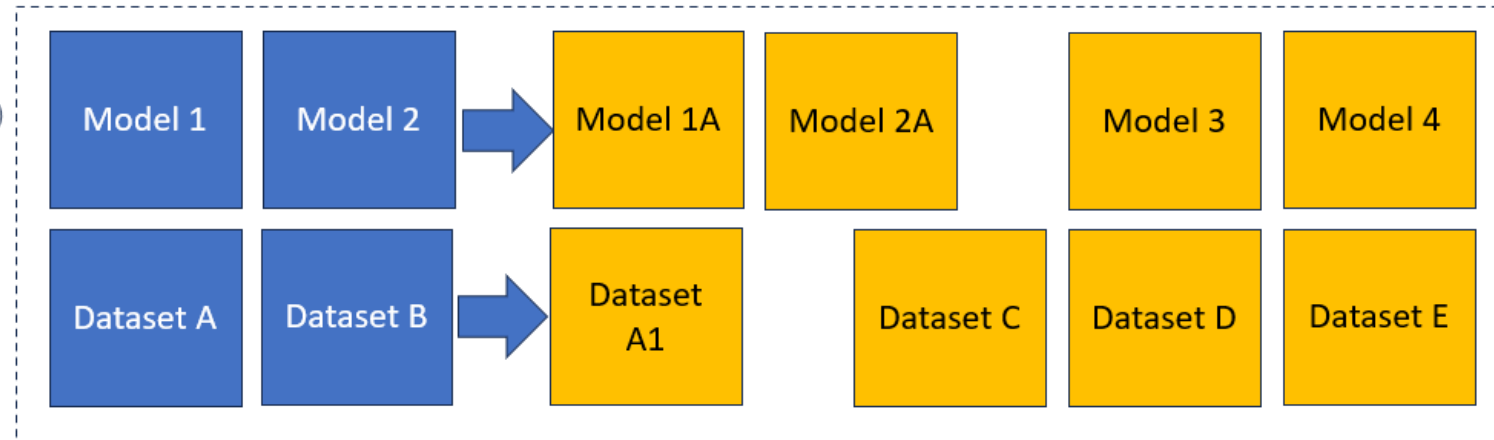 Model 1
Model 2
Model 1A
Model 2A
Model 3
Model 4
Dataset A
Dataset B
Dataset
A1
Dataset C
Dataset D
Dataset E